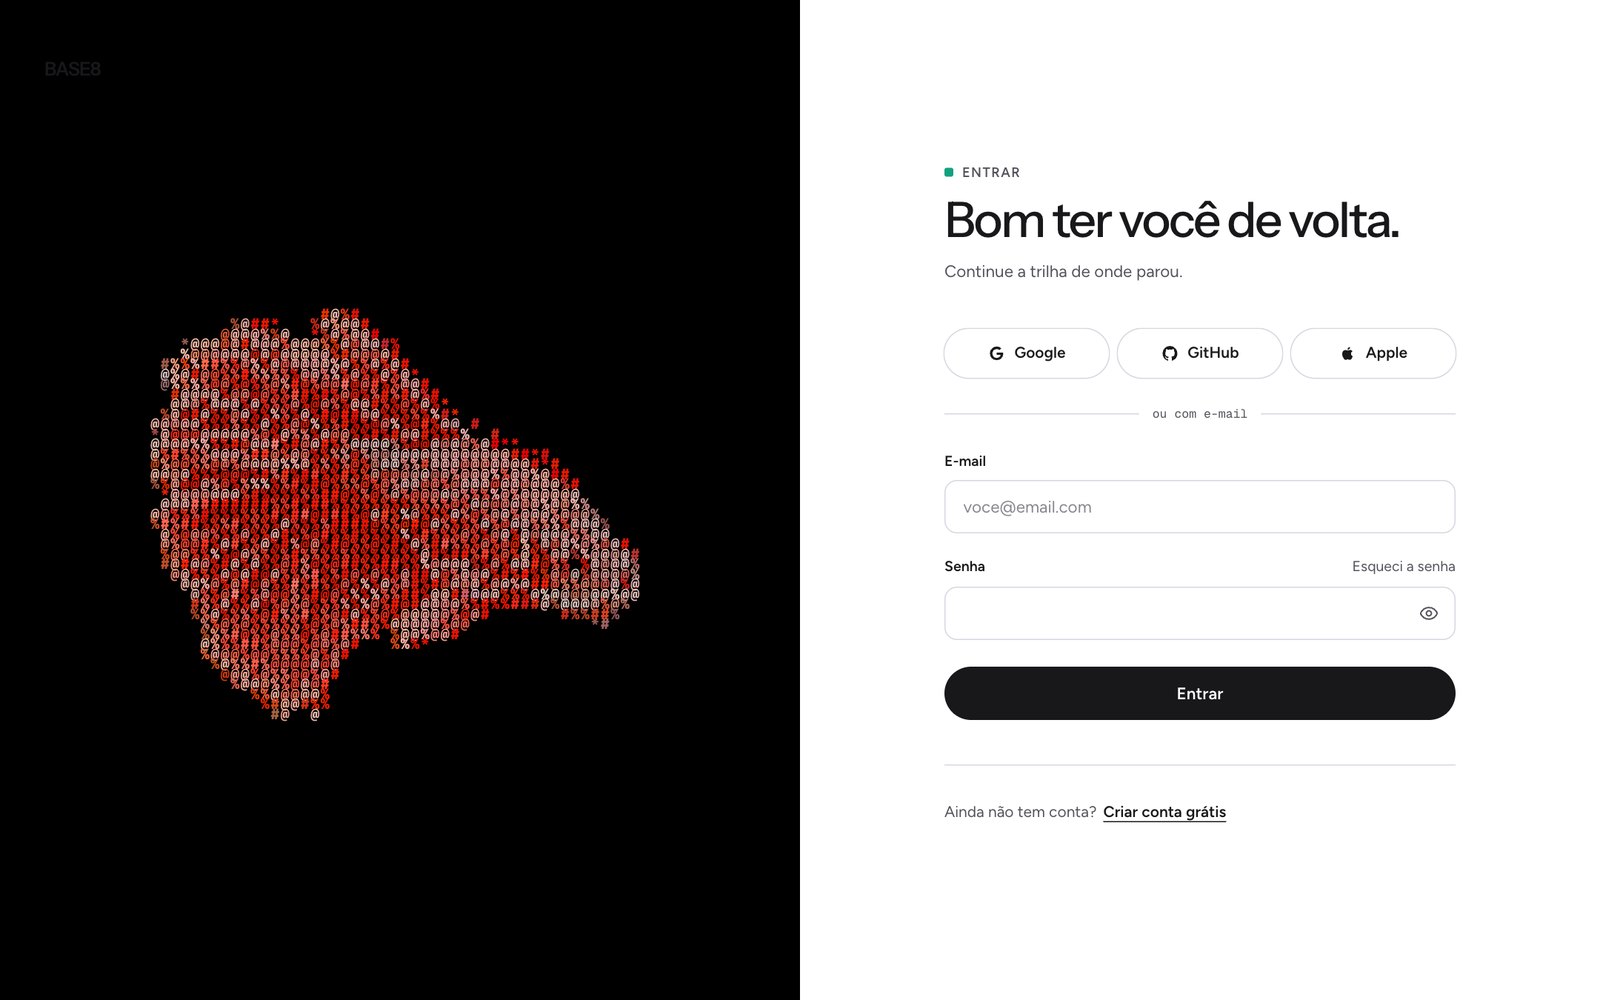 BASE8
ENTRAR
Bom ter você de volta.
Continue a trilha de onde parou.
Google
GitHub
Apple
ou com e-mail
E-mail
voce@email.com
Senha
Esqueci a senha
Entrar
Ainda não tem conta? Criar conta grátis